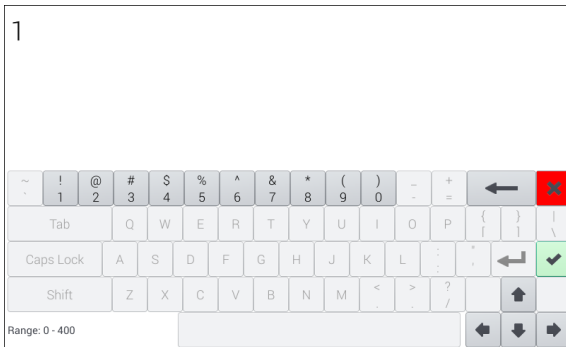 1
~ ! @ # $ % ^ & * ( ) _ +
` 1 2 3 4 5 6 7 8 9 0 - =
Tab Q W E R T Y U I O P { } |
[ ] \
Caps Lock A S D F G H J K L : "
; '
Shift Z X C V B N M < > ?
, . /
Range: 0 - 400